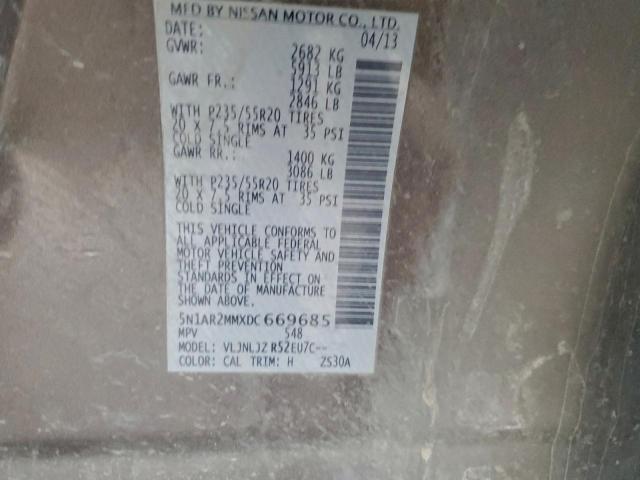 MFD BY NISSAN MOTOR CO., LTD.
DATE: 04/13
GVWR: 2682 KG
5913 LB
GAWR FR.: 1291 KG
2846 LB
WITH P235/55R20 TIRES
20 X 7.5 RIMS AT 35 PSI
COLD SINGLE
GAWR RR.: 1400 KG
3086 LB
WITH P235/55R20 TIRES
20 X 7.5 RIMS AT 35 PSI
COLD SINGLE
THIS VEHICLE CONFORMS TO
ALL APPLICABLE FEDERAL
MOTOR VEHICLE SAFETY AND
THEFT PREVENTION
STANDARDS IN EFFECT ON
THE DATE OF MANUFACTURE
SHOWN ABOVE.
5N1AR2MMXDC669685
MPV 548
MODEL: VLJNLJZ R52EU7C--
COLOR: CAL TRIM: H ZS30A